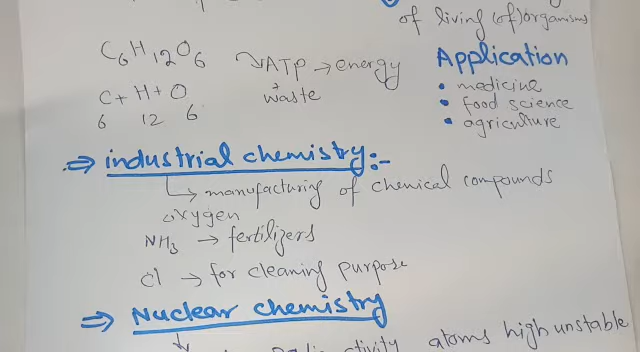 of living (of) organisms
C6H12O6
↘ATP → energy
+
waste
C + H + O
6 12 6
Application
• medicine
• food science
• agriculture
⇒ industrial chemistry:-
↳ manufacturing of chemical compounds
oxygen
NH3 → fertilizers
Cl → for cleaning purpose
⇒ Nuclear chemistry
atoms high unstable